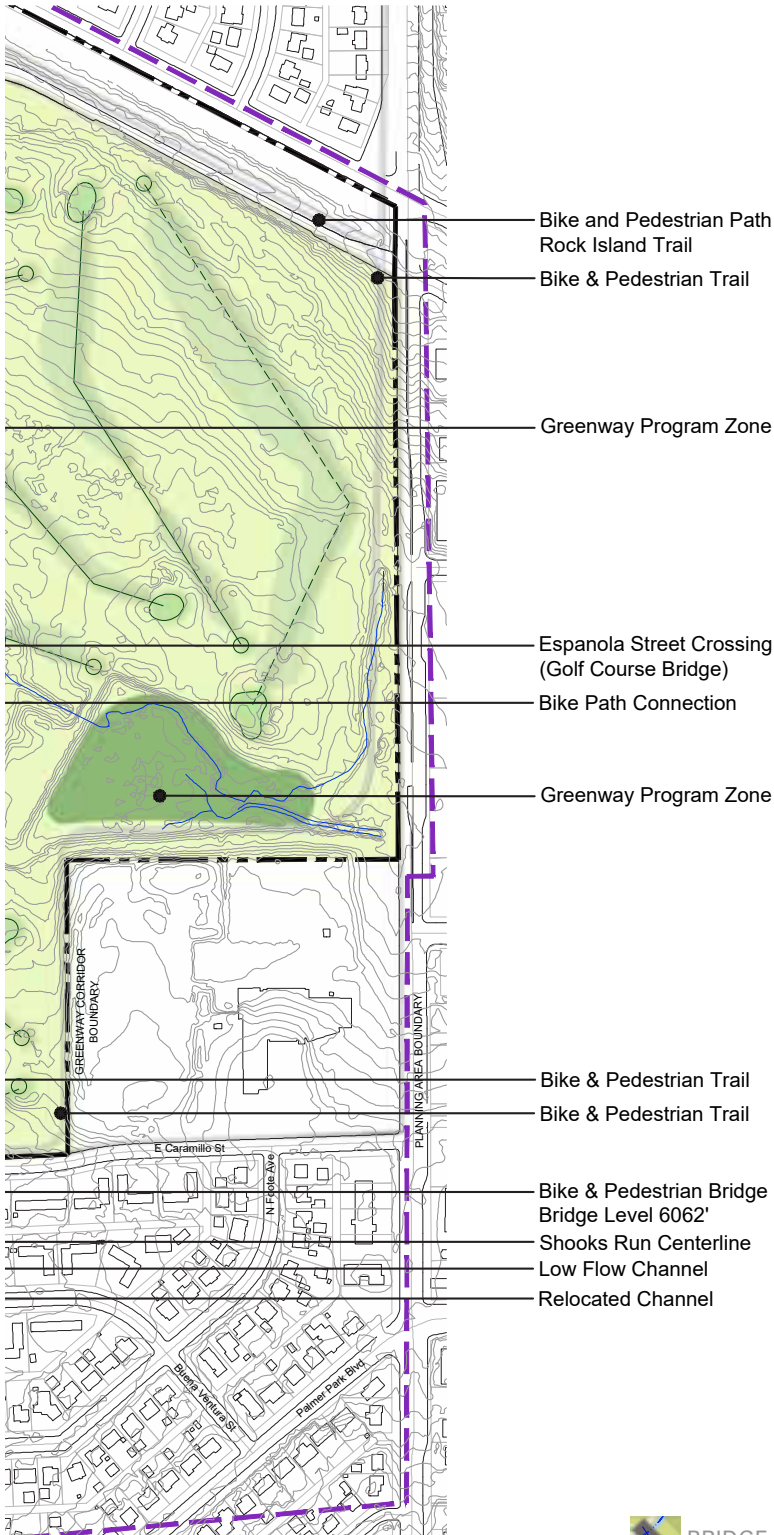 Bike and Pedestrian Path
Rock Island Trail
Bike & Pedestrian Trail
Greenway Program Zone
Espanola Street Crossing
(Golf Course Bridge)
Bike Path Connection
Greenway Program Zone
GREENWAY CORRIDOR
BOUNDARY
PLANNING AREA BOUNDARY
Bike & Pedestrian Trail
Bike & Pedestrian Trail
E Caramillo St
N Foote Ave
Bike & Pedestrian Bridge
Bridge Level 6062'
Shooks Run Centerline
Low Flow Channel
Relocated Channel
Buena Ventura St
Palmer Park Blvd
BRIDGE